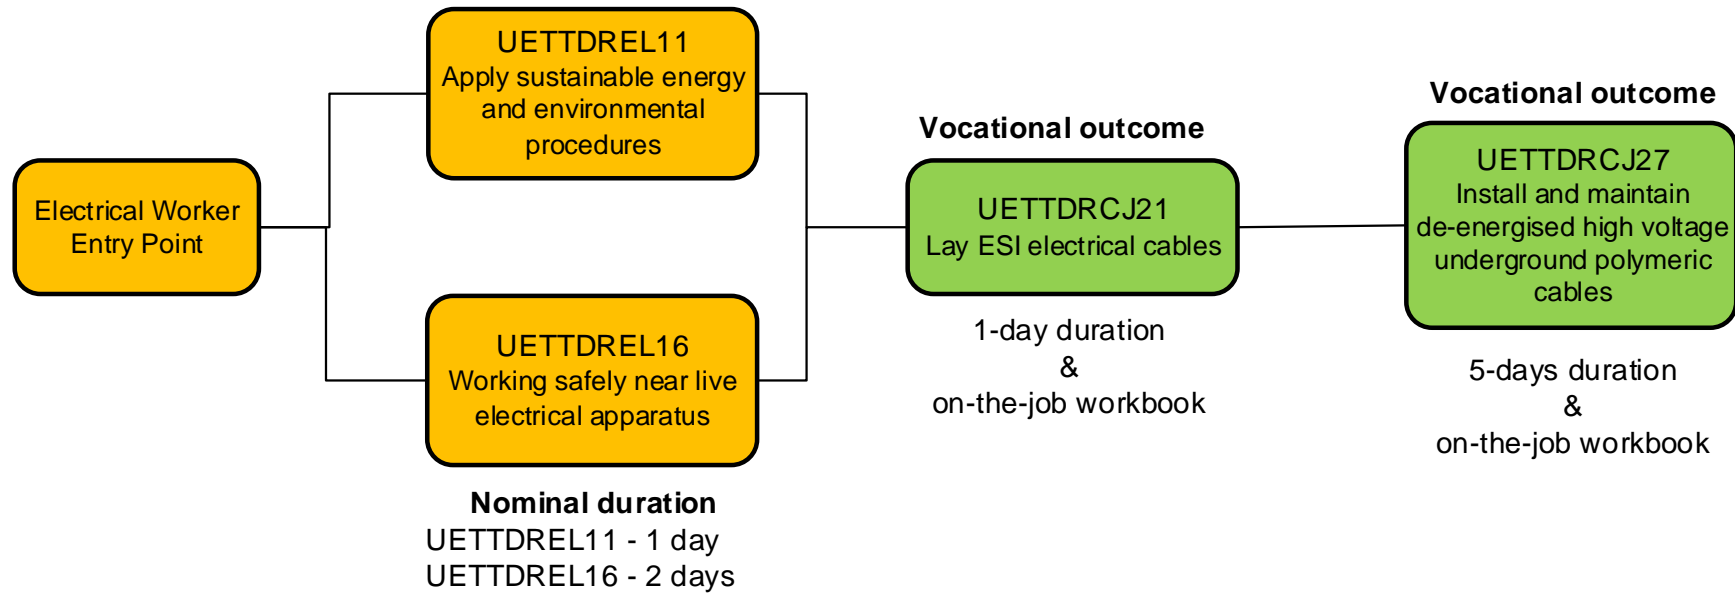 Electrical Worker
Entry Point
UETTDREL11
Apply sustainable energy
and environmental
procedures
UETTDREL16
Working safely near live
electrical apparatus
Nominal duration
UETTDREL11 - 1 day
UETTDREL16 - 2 days
Vocational outcome
UETTDRCJ21
Lay ESI electrical cables
1-day duration
&
on-the-job workbook
Vocational outcome
UETTDRCJ27
Install and maintain
de-energised high voltage
underground polymeric
cables
5-days duration
&
on-the-job workbook